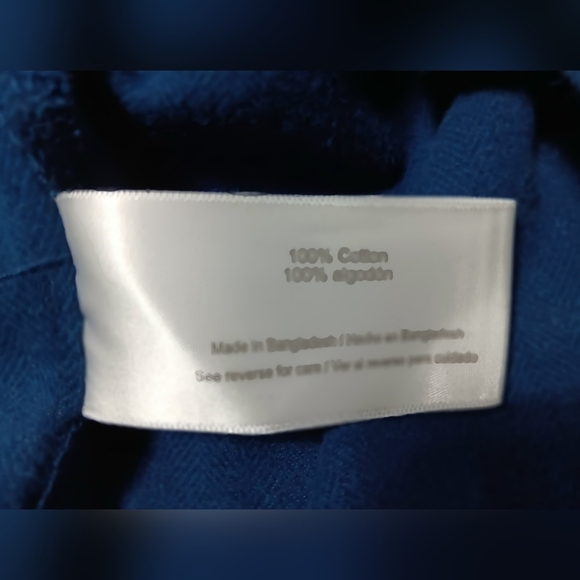 100% Cotton
100% algodón
Made in Bangladesh / Hecho en Bangladesh
See reverse for care / Ver al reverso para cuidado